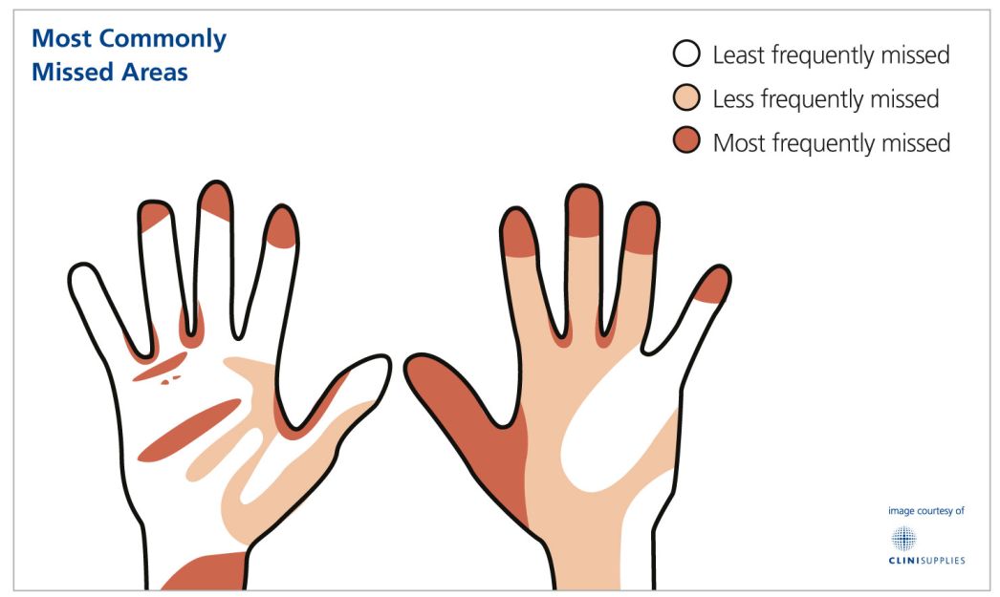 Most Commonly
Missed Areas
Least frequently missed
Less frequently missed
Most frequently missed
image courtesy of
CLINISUPPLIES